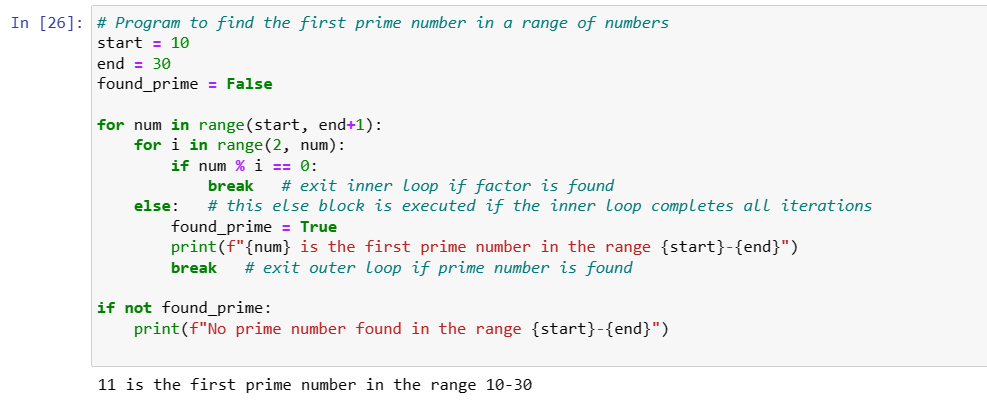 In [26]: # Program to find the first prime number in a range of numbers
start = 10
end = 30
found_prime = False
for num in range(start, end+1):
    for i in range(2, num):
        if num % i == 0:
            break   # exit inner loop if factor is found
    else:   # this else block is executed if the inner loop completes all iterations
        found_prime = True
        print(f"{num} is the first prime number in the range {start}-{end}")
        break   # exit outer loop if prime number is found
if not found_prime:
    print(f"No prime number found in the range {start}-{end}")
11 is the first prime number in the range 10-30